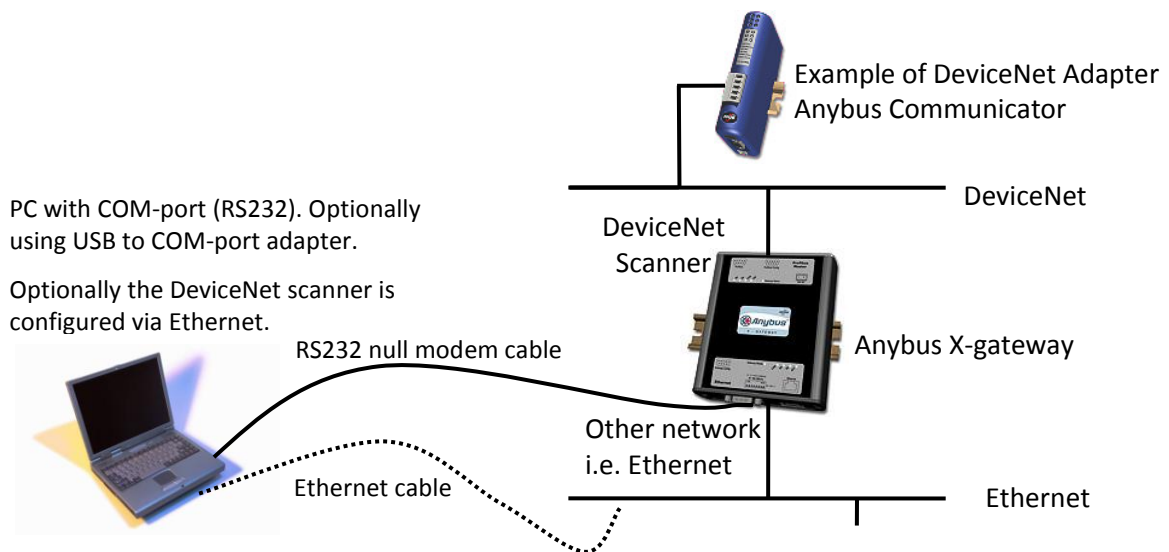 Example of DeviceNet Adapter
Anybus Communicator
DeviceNet
PC with COM-port (RS232). Optionally
using USB to COM-port adapter.
Optionally the DeviceNet scanner is
configured via Ethernet.
DeviceNet
Scanner
Anybus
Anybus X-gateway
RS232 null modem cable
Other network
i.e. Ethernet
Ethernet cable
Ethernet